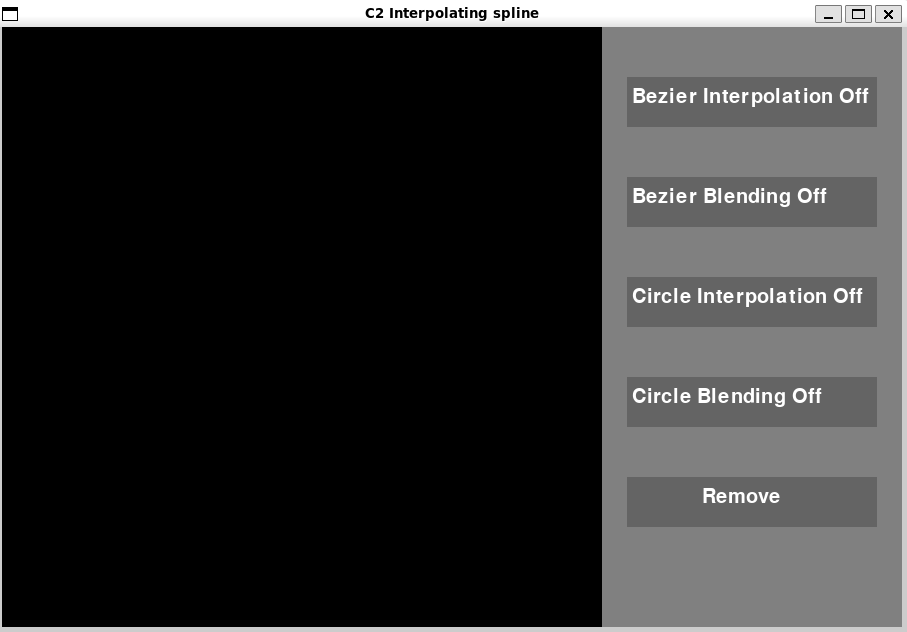 C2 Interpolating spline
Bezier Interpolation Off
Bezier Blending Off
Circle Interpolation Off
Circle Blending Off
Remove